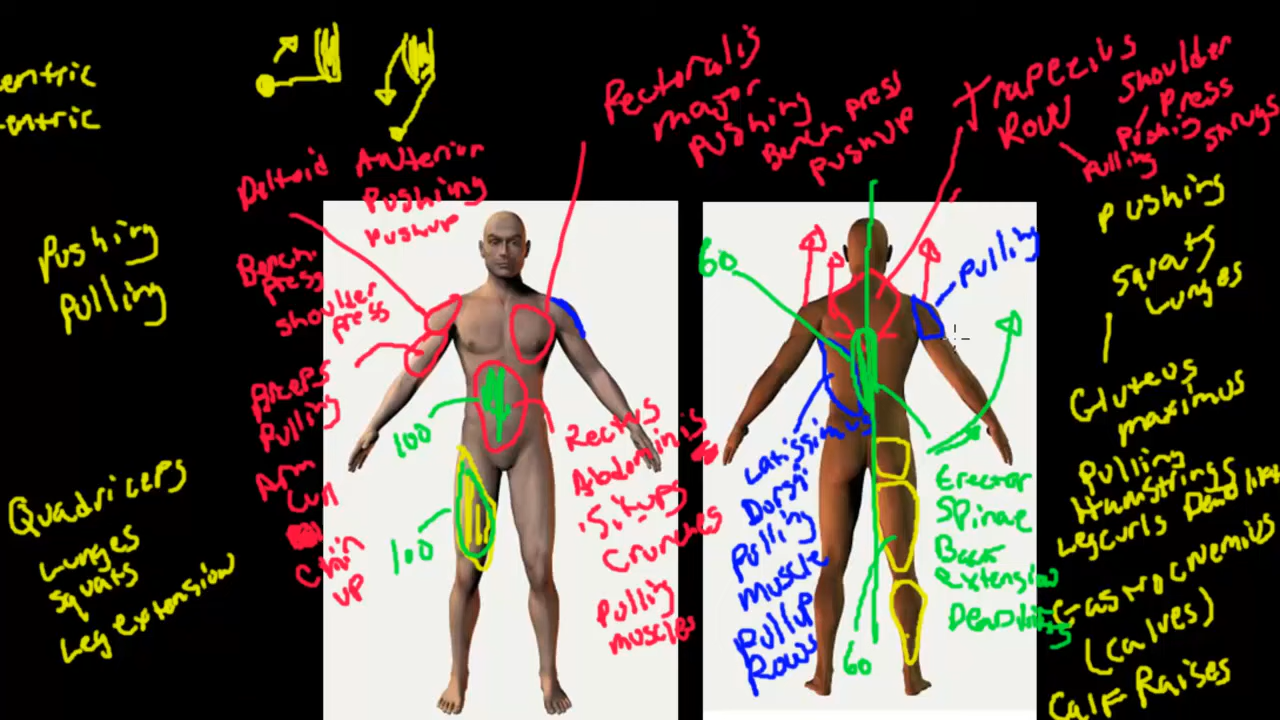 entric
entric
Pushing
Pulling
Quadriceps
Lunges
squats
Leg extension
Deltoid Anterior
Pushing
Pushup
Bench
press
shoulder
press
Biceps
Pulling
Arm
curl
chin
up
100
100
Pectoralis
major
Pushing
Bench press
pushup
Rectus
Abdominis
situps
Crunches
Pulling
muscles
Trapezius
Row
Pulling
Shoulder
Press
Pushing
Shrugs
60
Pulling
Latissimus
Dorsi
Pulling
muscle
Pullup
Rows
60
Erector
Spinae
Back
extension
Deadlifts
Pushing
Squats
Lunges
Gluteus
maximus
Pulling
Hamstrings
Legcurls Deadlift
Gastrocnemius
(calves)
Calf Raises